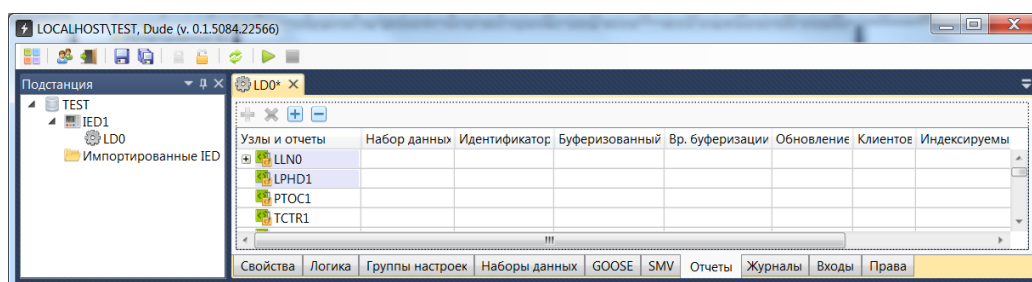 LOCALHOST\TEST, Dude (v. 0.1.5084.22566)
Подстанция
LD0*
TEST
IED1
LD0
Импортированные IED
Узлы и отчеты Набор данных Идентификатор Буферизованный Вр. буферизации Обновление Клиентов Индексируемы
LLN0
LPHD1
PTOC1
TCTR1
Свойства Логика Группы настроек Наборы данных GOOSE SMV Отчеты Журналы Входы Права